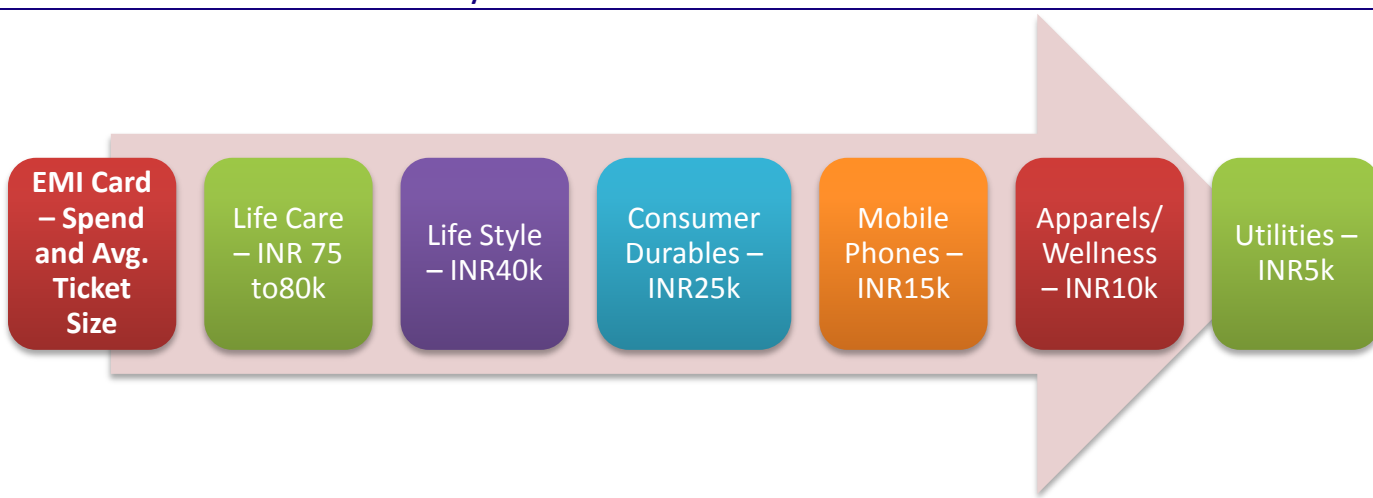 EMI Card
– Spend
and Avg.
Ticket
Size
Life Care
– INR 75
to80k
Life Style
– INR40k
Consumer
Durables –
INR25k
Mobile
Phones –
INR15k
Apparels/
Wellness
– INR10k
Utilities –
INR5k